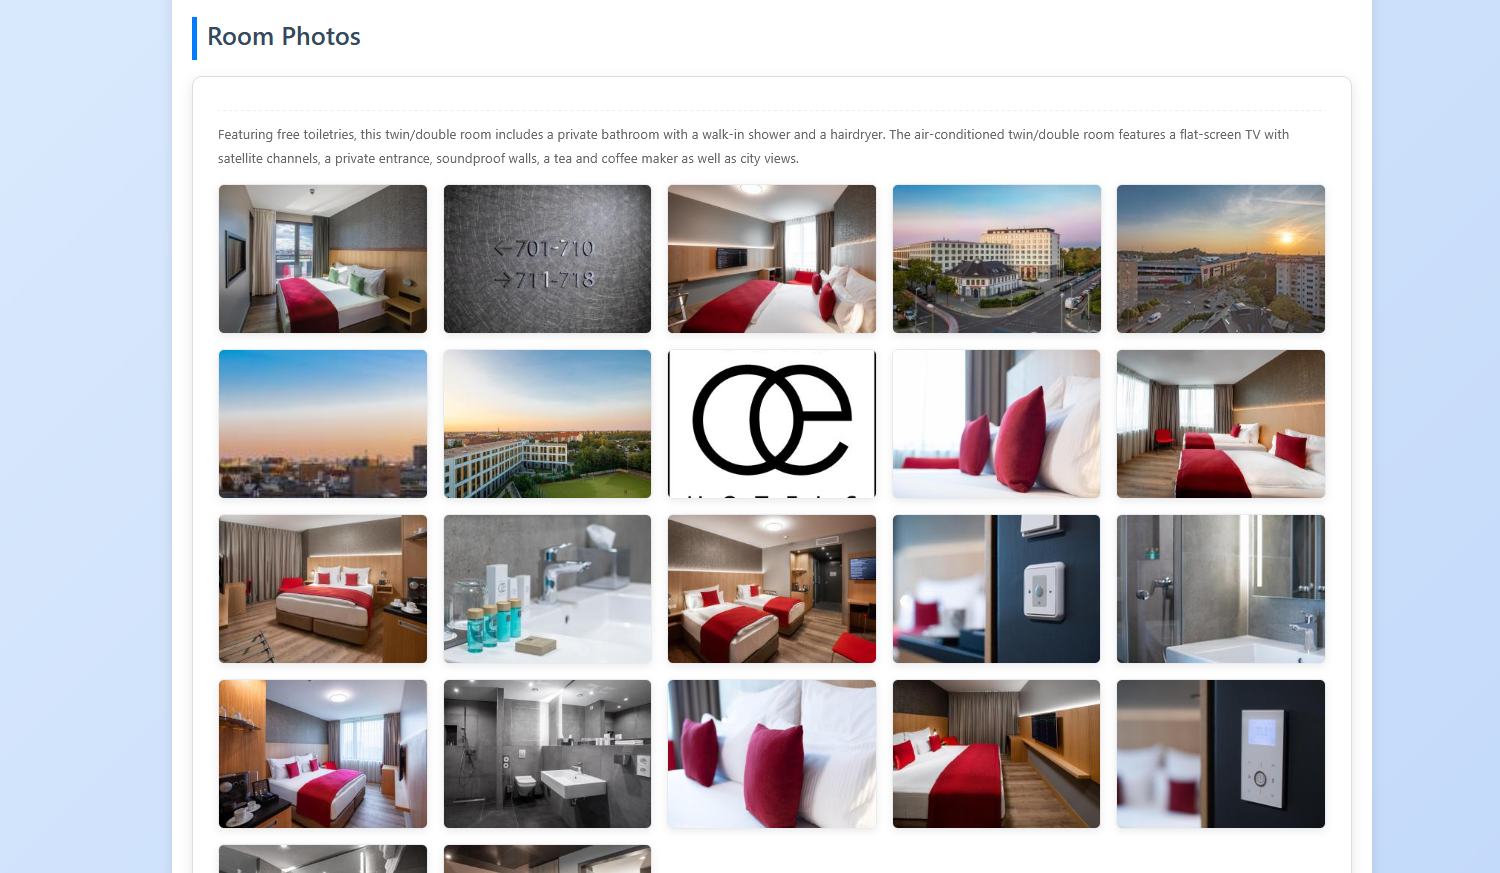 Room Photos
Featuring free toiletries, this twin/double room includes a private bathroom with a walk-in shower and a hairdryer. The air-conditioned twin/double room features a flat-screen TV with
satellite channels, a private entrance, soundproof walls, a tea and coffee maker as well as city views.
←701-710
→711-718
oe